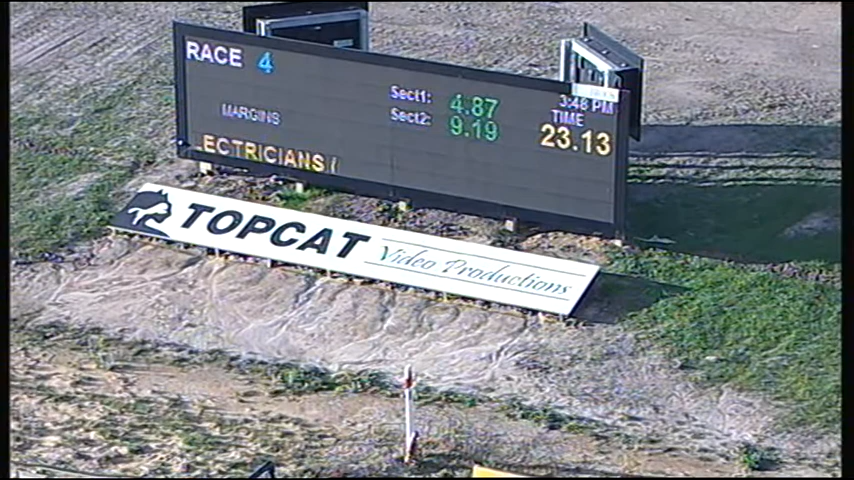 RACE 4
Sect1: 4.87
3:48 PM
MARGINS
Sect2: 9.19
TIME
23.13
ECTRICIANS (
TOPCAT Video Productions